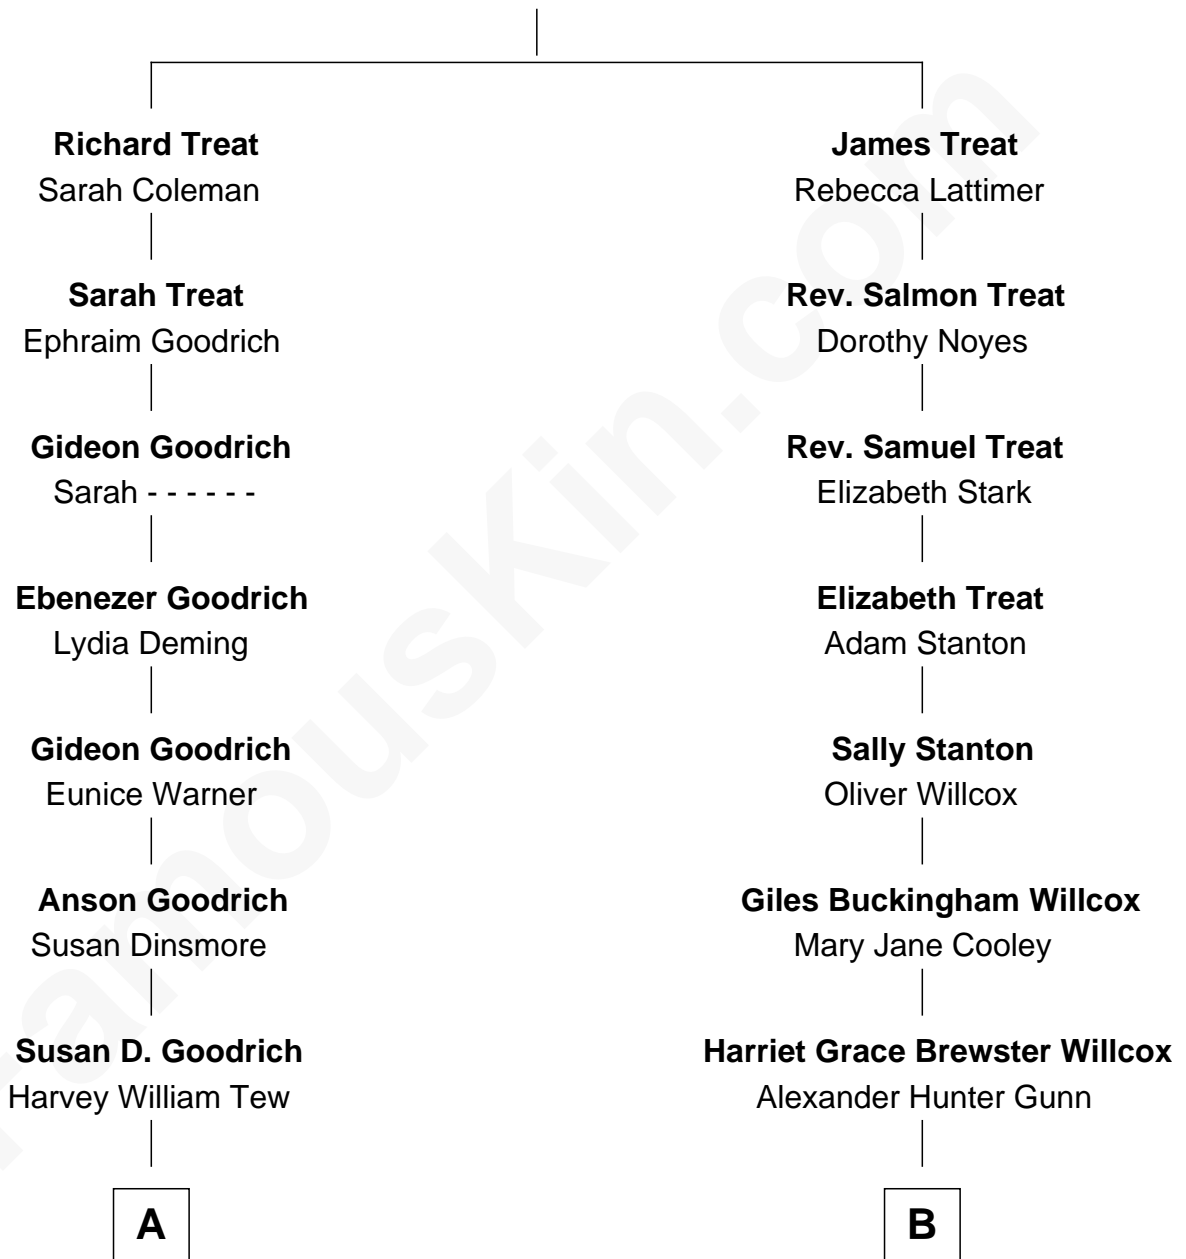 Richard Treat
Sarah Coleman
Sarah Treat
Ephraim Goodrich
Gideon Goodrich
Sarah - - - - - -
Ebenezer Goodrich
Lydia Deming
Gideon Goodrich
Eunice Warner
Anson Goodrich
Susan Dinsmore
Susan D. Goodrich
Harvey William Tew
A
James Treat
Rebecca Lattimer
Rev. Salmon Treat
Dorothy Noyes
Rev. Samuel Treat
Elizabeth Stark
Elizabeth Treat
Adam Stanton
Sally Stanton
Oliver Willcox
Giles Buckingham Willcox
Mary Jane Cooley
Harriet Grace Brewster Willcox
Alexander Hunter Gunn
B
FamousKin.com